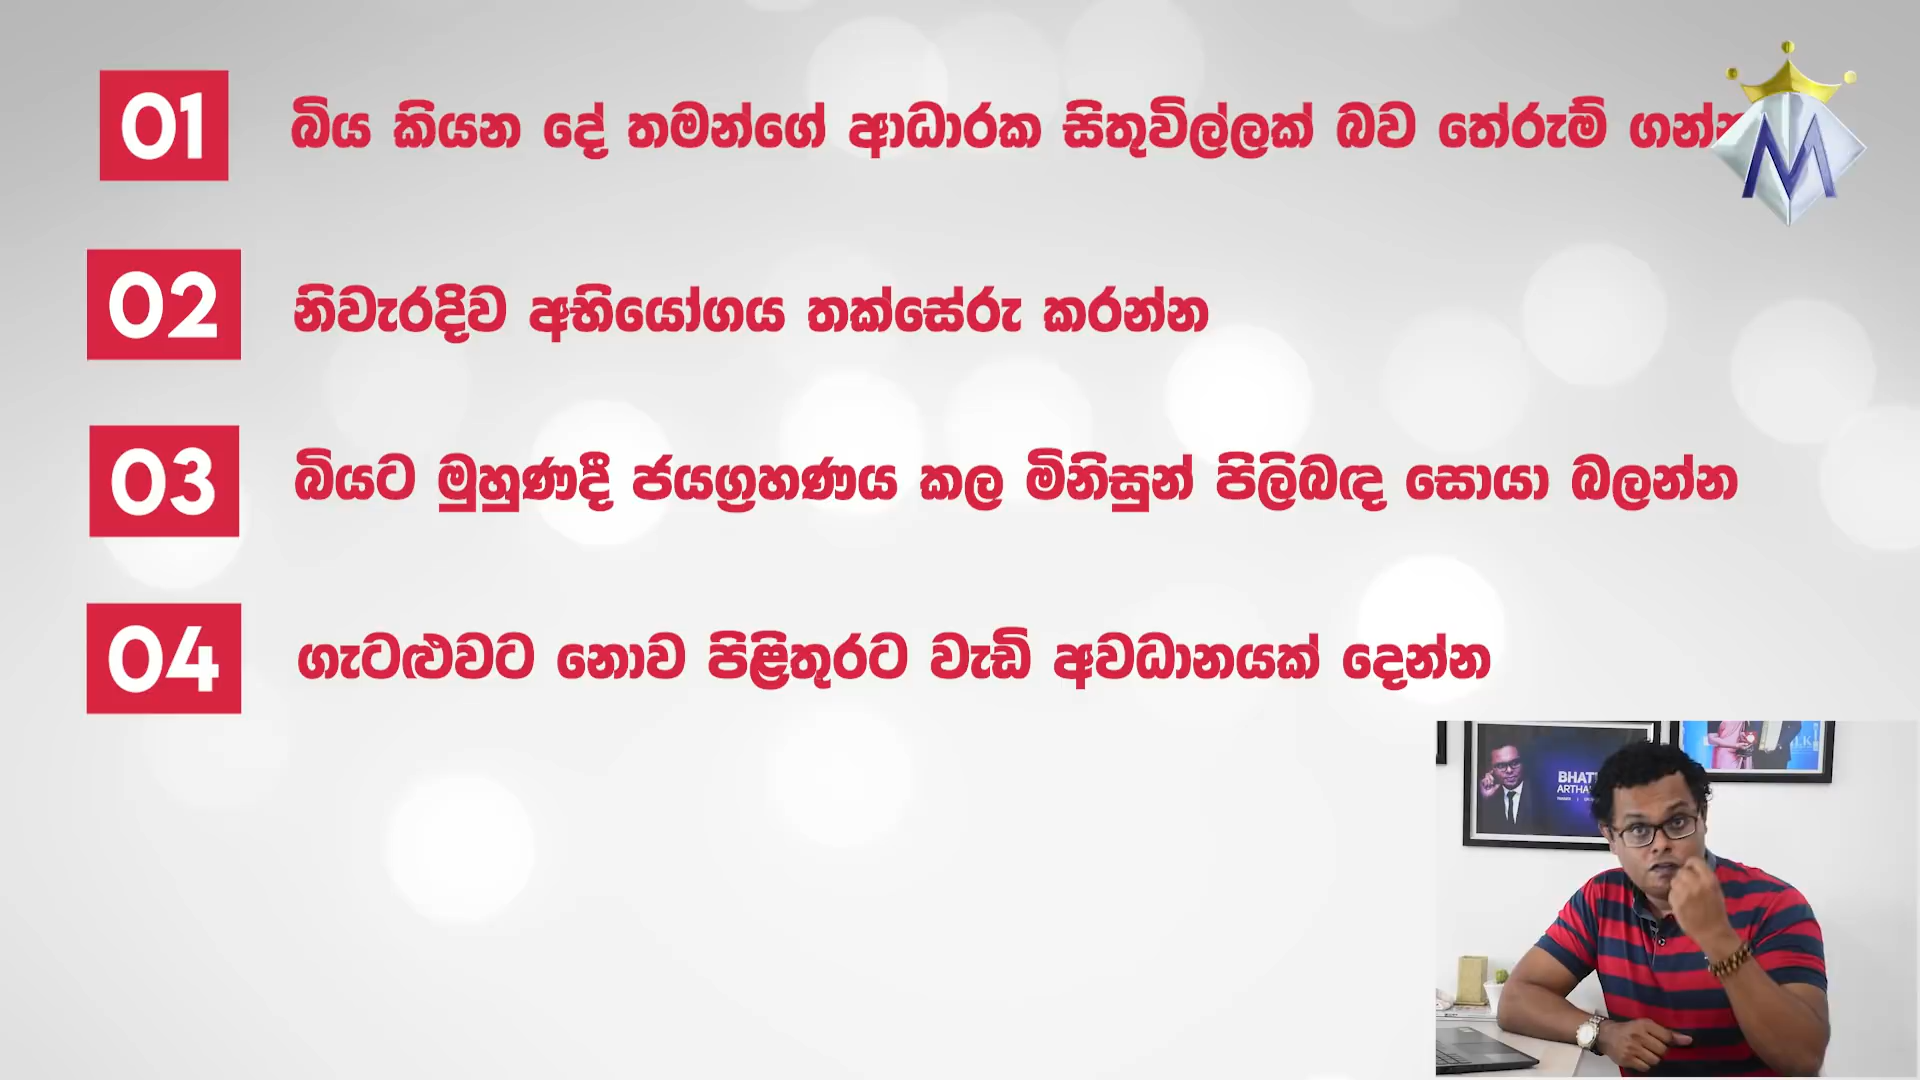 01 බිය කියන දේ තමන්ගේ ආධාරක සිතුවිල්ලක් බව තේරුම්
02 නිවැරදිව අභියෝගය තක්සේරු කරන්න
03 බියට මුහුණදී ජයග්‍රහණය කල මිනිසුන් පිලිබඳ සොයා බලන්න
04 ගැටළුවට නොව පිළිතුරට වැඩි අවධානයක් දෙන්න
M